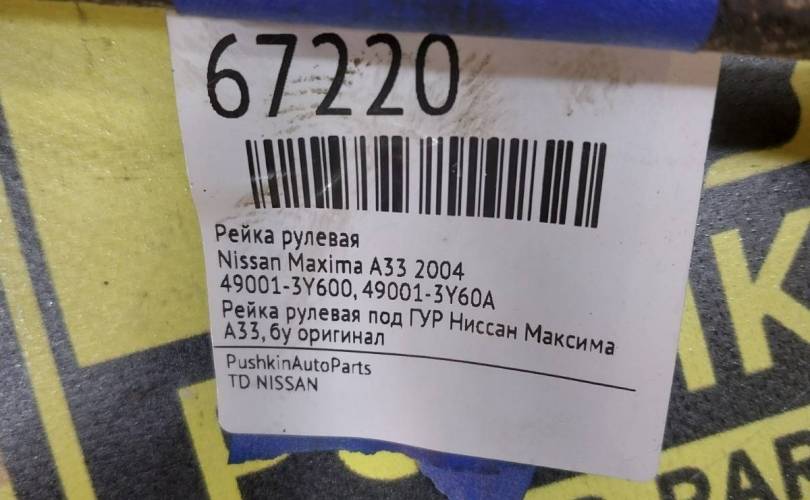 67220
Рейка рулевая
Nissan Maxima A33 2004
49001-3Y600, 49001-3Y60A
Рейка рулевая под ГУР Ниссан Максима
А33, бу оригинал
PushkinAutoParts
TD NISSAN